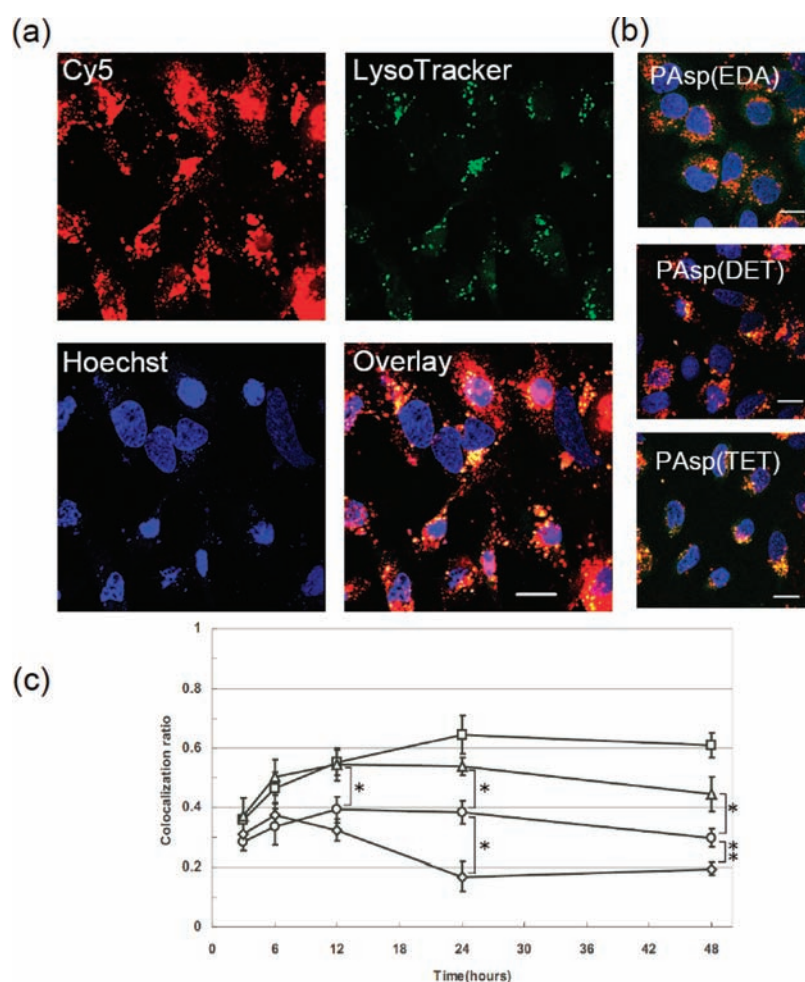 (a)
Cy5
LysoTracker
Hoechst
Overlay
(b)
PAsp(EDA)
PAsp(DET)
PAsp(TET)
(c)
Colocalization ratio
1
0.8
0.6
0.4
0.2
0
*
*
*
*
*
*
0 6 12 18 24 30 36 42 48
Time(hours)